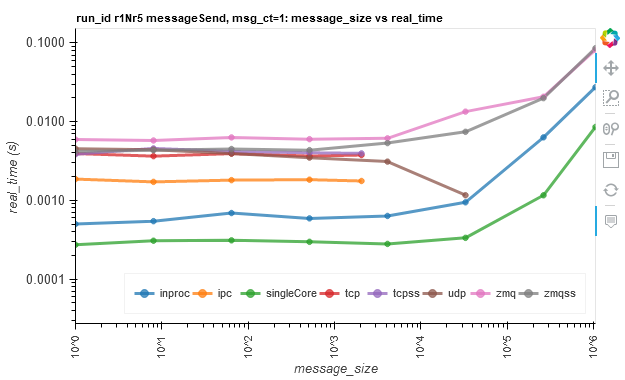 run_id r1Nr5 messageSend, msg_ct=1: message_size vs real_time
0.1000
0.0100
0.0010
0.0001
real_time (s)
inproc ipc singleCore tcp tcpss udp zmq zmqss
10^0 10^1 10^2 10^3 10^4 10^5 10^6
message_size